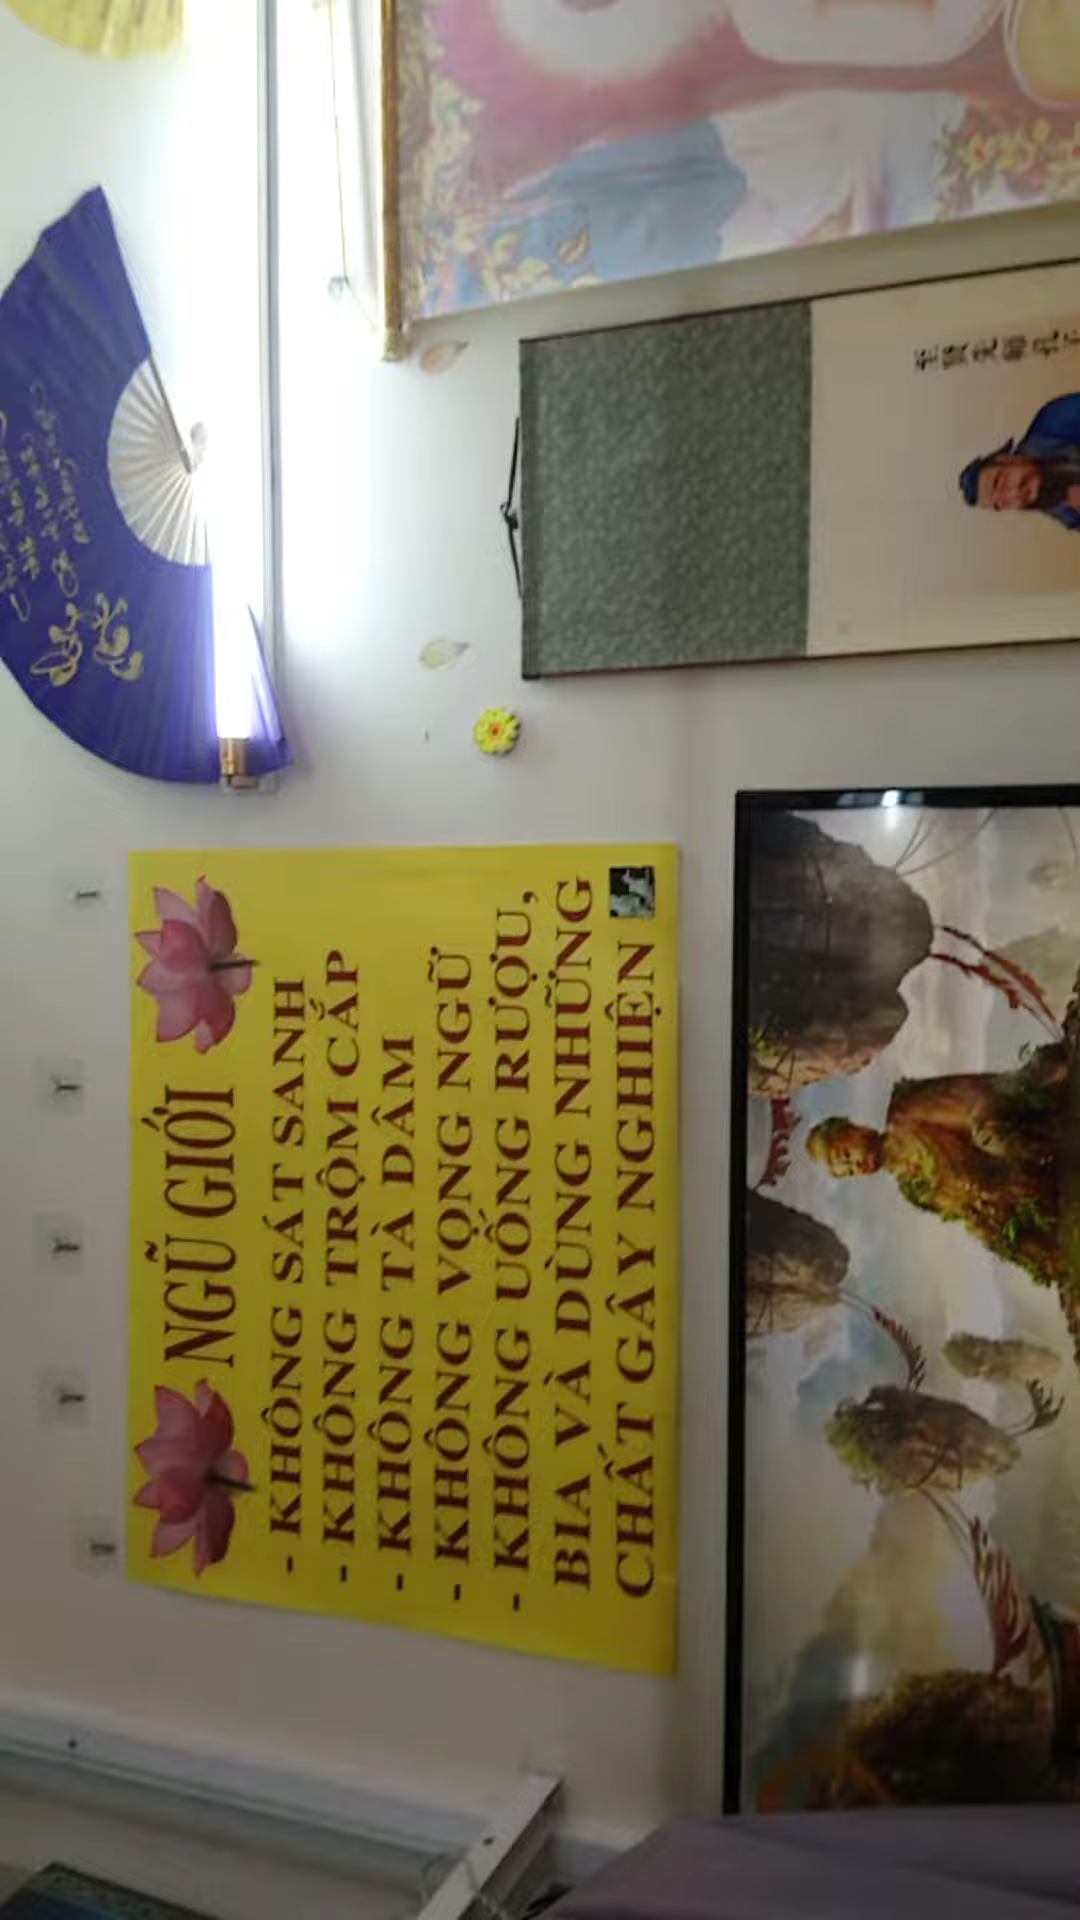 NGŨ GIỚI
- KHÔNG SÁT SANH
- KHÔNG TRỘM CẮP
- KHÔNG TÀ DÂM
- KHÔNG VỌNG NGỮ
- KHÔNG UỐNG RƯỢU,
BIA VÀ DÙNG NHỮNG
CHẤT GÂY NGHIỆN